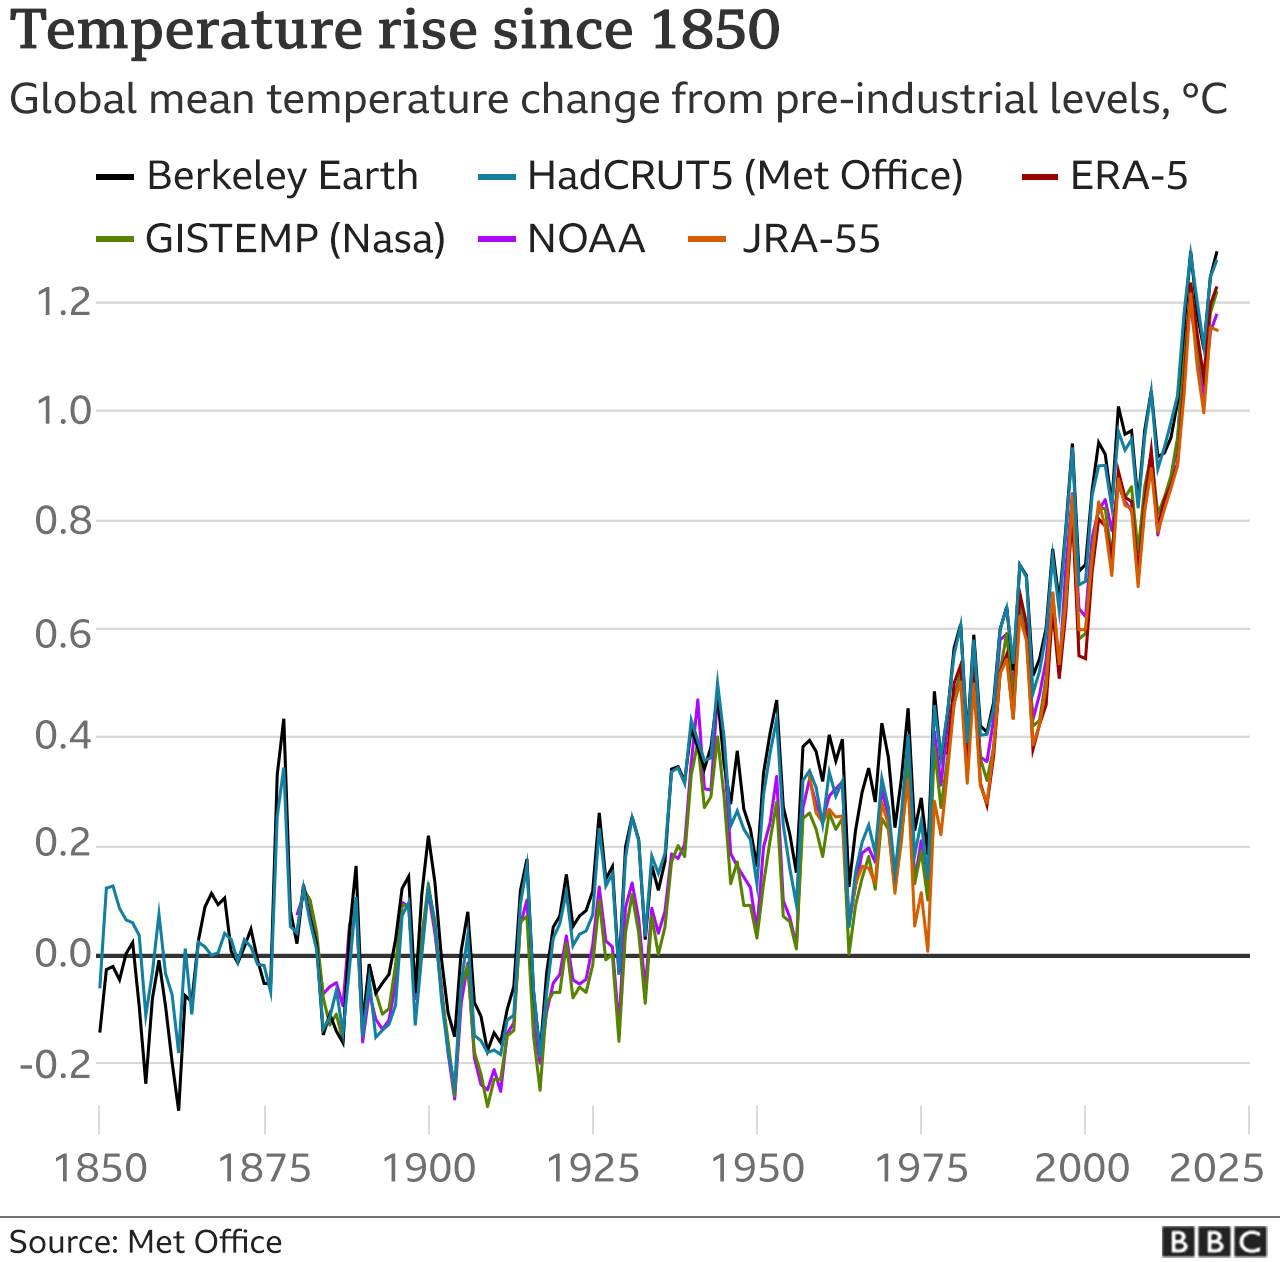 Temperature rise since 1850
Global mean temperature change from pre-industrial levels, °C
Berkeley Earth HadCRUT5 (Met Office) ERA-5
GISTEMP (Nasa) NOAA JRA-55
1.2
1.0
0.8
0.6
0.4
0.2
0.0
-0.2
1850 1875 1900 1925 1950 1975 2000 2025
Source: Met Office BBC